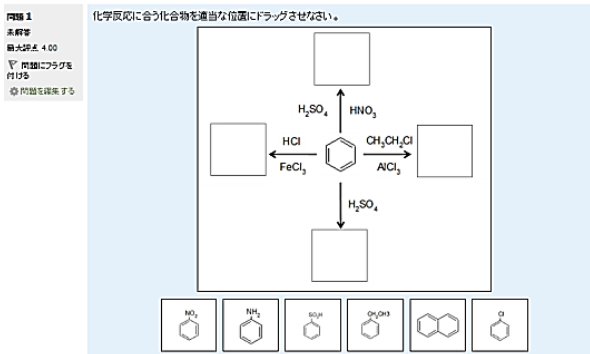 問題 1
未解答
最大評点 4.00
問題にフラグを
付ける
問題を編集する
化学反応に合う化合物を適当な位置にドラッグさせなさい。
H2SO4 HNO3
HCl CH3CH2Cl
FeCl3 AlCl3
H2SO4
NO2 NH2 SO3H CH2CH3 Cl